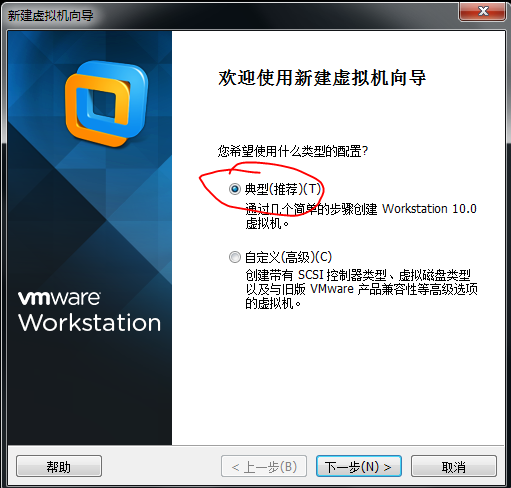 新建虚拟机向导
欢迎使用新建虚拟机向导
您希望使用什么类型的配置?
典型(推荐)(T)
通过几个简单的步骤创建 Workstation 10.0
虚拟机。
自定义(高级)(C)
创建带有 SCSI 控制器类型、虚拟磁盘类型
以及与旧版 VMware 产品兼容性等高级选项
的虚拟机。
vmware
Workstation
帮助
< 上一步(B)
下一步(N) >
取消